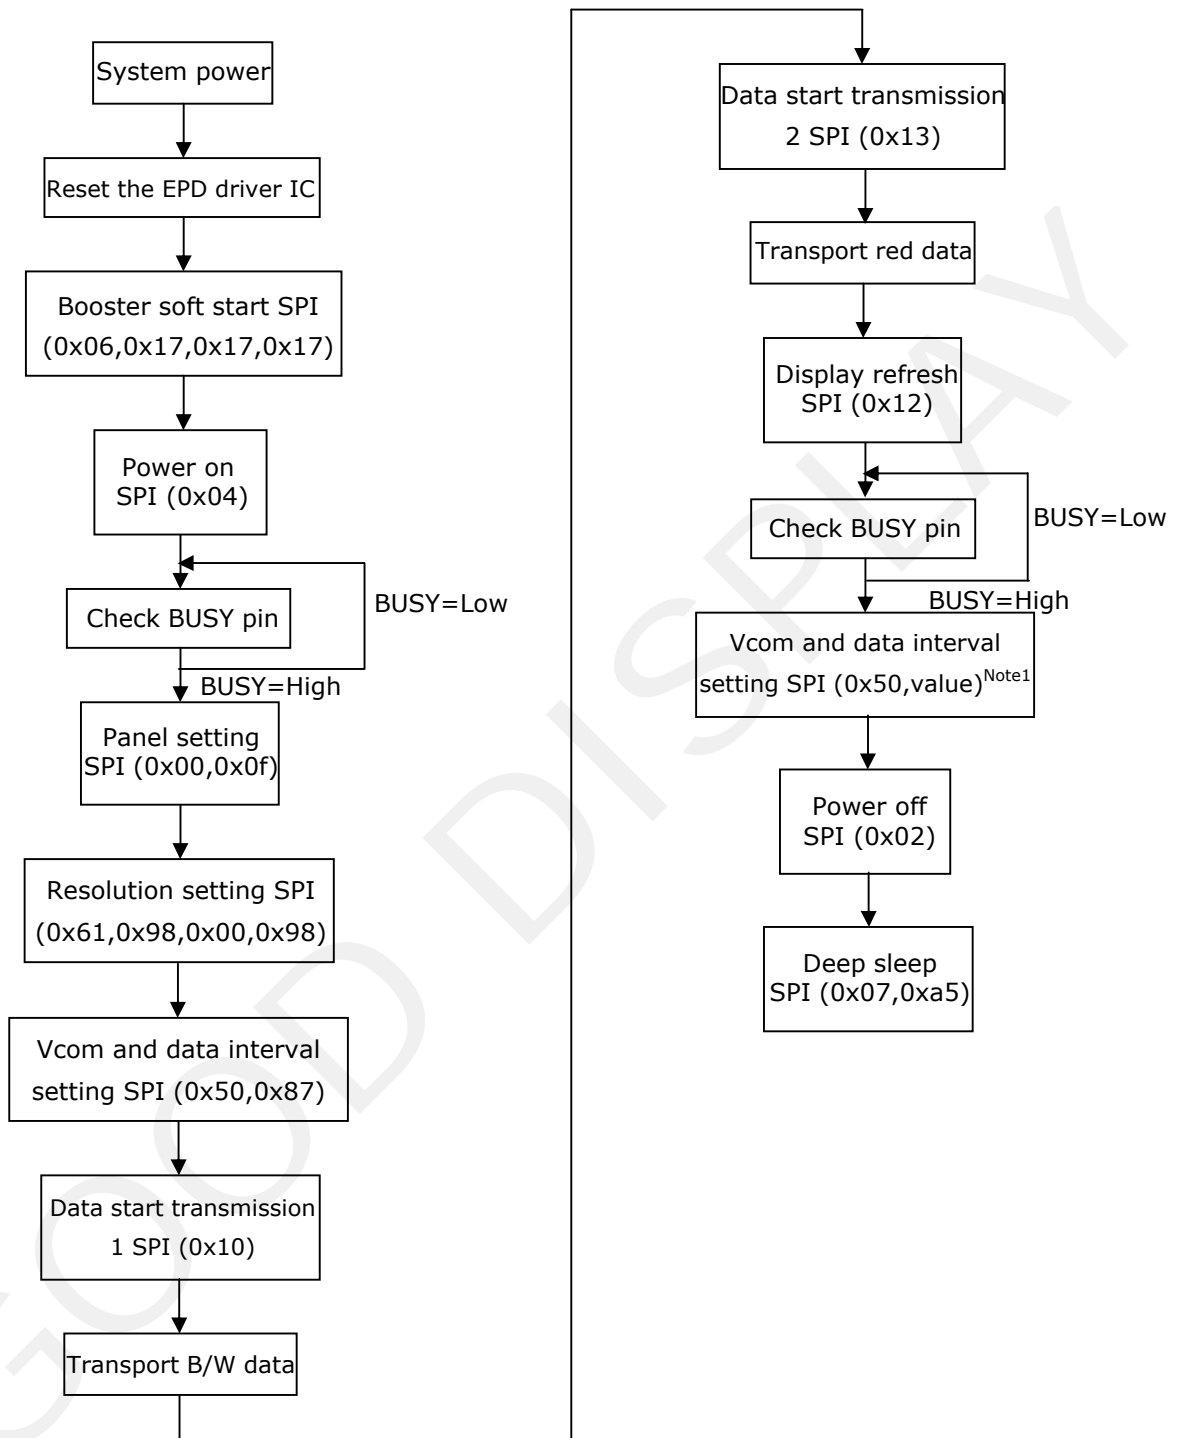 System power
Reset the EPD driver IC
Booster soft start SPI
(0x06,0x17,0x17,0x17)
Power on
SPI (0x04)
Check BUSY pin
BUSY=Low
BUSY=High
Panel setting
SPI (0x00,0x0f)
Resolution setting SPI
(0x61,0x98,0x00,0x98)
Vcom and data interval
setting SPI (0x50,0x87)
Data start transmission
1 SPI (0x10)
Transport B/W data
Data start transmission
2 SPI (0x13)
Transport red data
Display refresh
SPI (0x12)
Check BUSY pin
BUSY=Low
BUSY=High
Vcom and data interval
setting SPI (0x50,value)Note1
Power off
SPI (0x02)
Deep sleep
SPI (0x07,0xa5)
GOOD DISPLAY